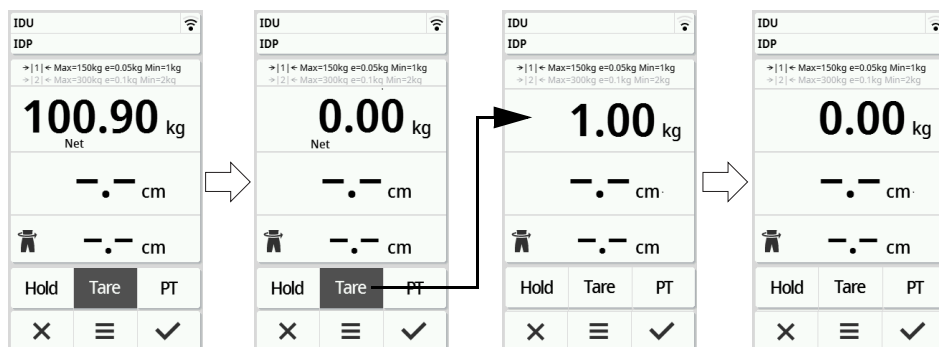 IDU
IDP
→|1|← Max=150kg e=0.05kg Min=1kg
→|2|← Max=300kg e=0.1kg Min=2kg
100.90 kg
Net
–.– cm
–.– cm
Hold Tare PT
IDU
IDP
→|1|← Max=150kg e=0.05kg Min=1kg
→|2|← Max=300kg e=0.1kg Min=2kg
0.00 kg
Net
–.– cm
–.– cm
Hold Tare PT
IDU
IDP
→|1|← Max=150kg e=0.05kg Min=1kg
→|2|← Max=300kg e=0.1kg Min=2kg
1.00 kg
–.– cm
–.– cm
Hold Tare PT
IDU
IDP
→|1|← Max=150kg e=0.05kg Min=1kg
→|2|← Max=300kg e=0.1kg Min=2kg
0.00 kg
–.– cm
–.– cm
Hold Tare PT